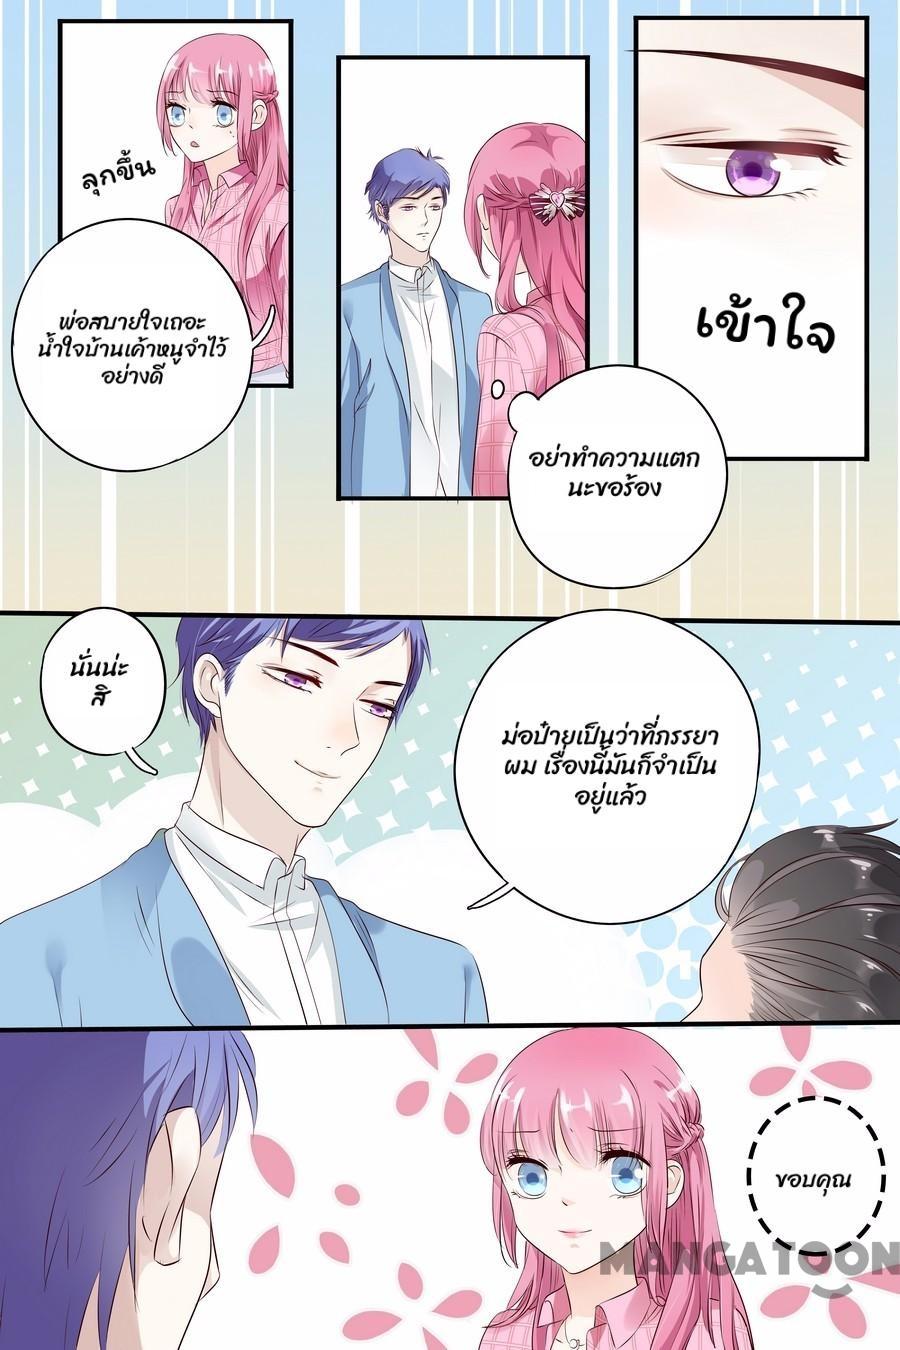 ลุกขึ้น
พ่อสบายใจเถอะ
น้ำใจบ้านเค้าหนูจำไว้
อย่างดี
อย่าทำความแตก
นะขอร้อง
เข้าใจ
นั่นน่ะ
สิ
ม่อป๋ายเป็นว่าที่ภรรยา
ผม เรื่องนี้มันก็จำเป็น
อยู่แล้ว
ขอบคุณ
MANGATOON